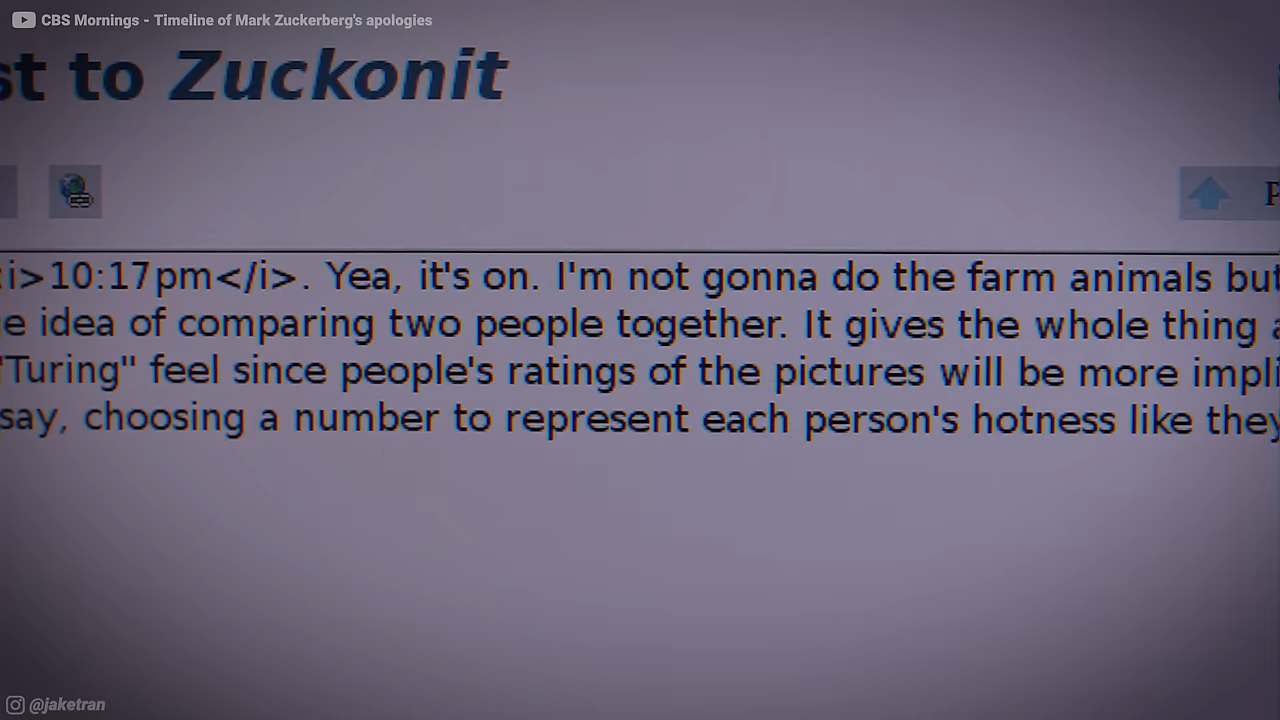 CBS Mornings - Timeline of Mark Zuckerberg's apologies
st to Zuckonit
i>10:17pm</i>. Yea, it's on. I'm not gonna do the farm animals but
e idea of comparing two people together. It gives the whole thing a
"Turing" feel since people's ratings of the pictures will be more impli
say, choosing a number to represent each person's hotness like they
@jaketran